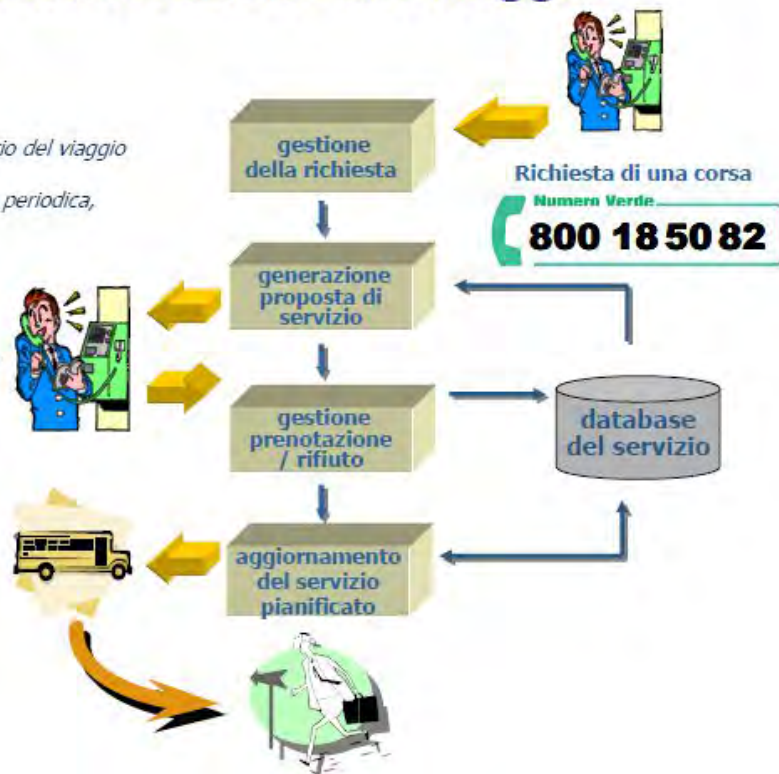 gestione
della richiesta
io del viaggio
periodica,
Richiesta di una corsa
Numero Verde
800 18 50 82
generazione
proposta di
servizio
gestione
prenotazione
/ rifiuto
database
del servizio
aggiornamento
del servizio
pianificato